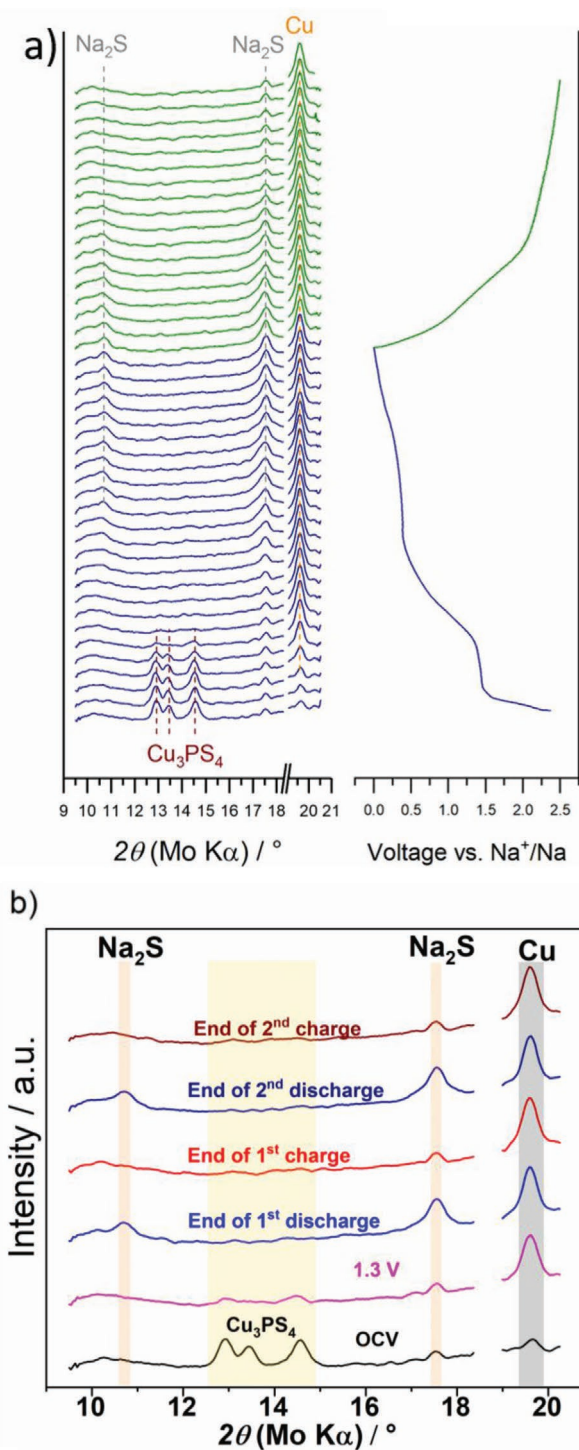 a)
Na₂S
Na₂S
Cu
Cu₃PS₄
9 10 11 12 13 14 15 16 17 18 19 20 21
0.0 0.5 1.0 1.5 2.0 2.5
2θ (Mo Kα) / °
Voltage vs. Na⁺/Na
b)
Na₂S
Na₂S
Cu
End of 2nd charge
End of 2nd discharge
End of 1st charge
End of 1st discharge
1.3 V
Cu₃PS₄
OCV
Intensity / a.u.
10 12 14 16 18 20
2θ (Mo Kα) / °